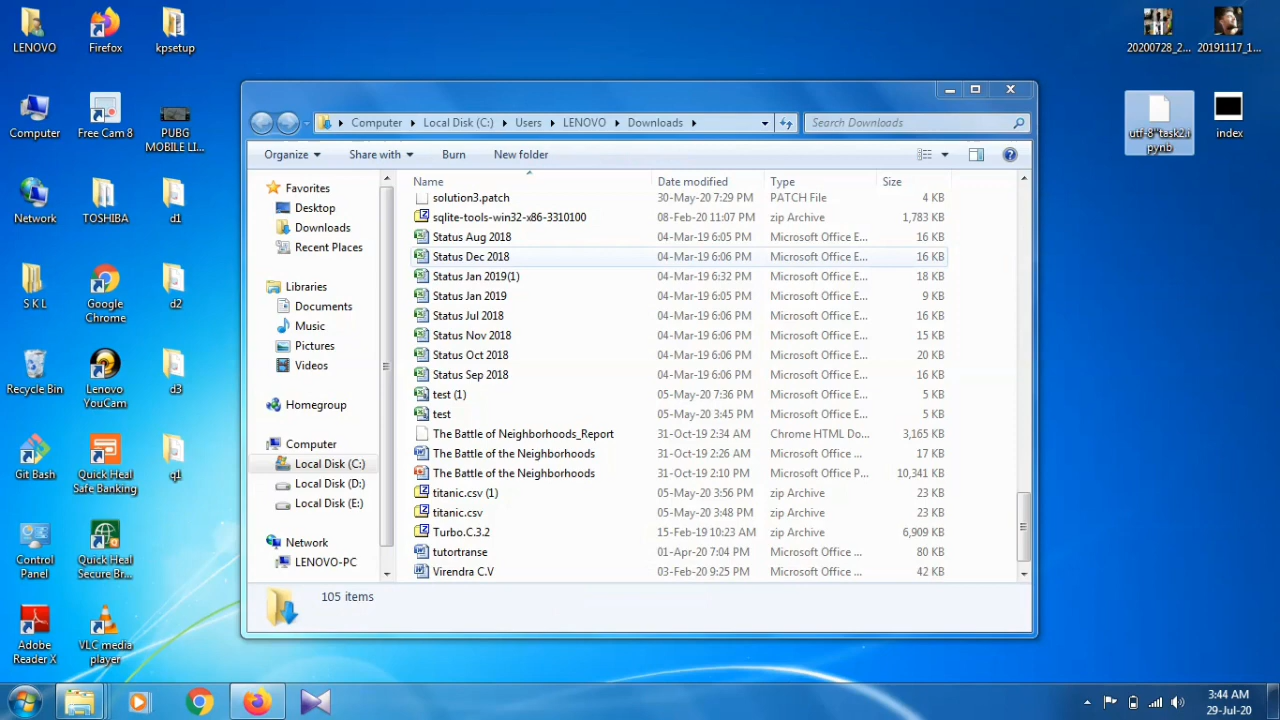 LENOVO
Firefox
kpsetup
20200728_2...
20191117_1...
Computer
Free Cam 8
PUBG
MOBILE LI...
utf-8''task2.i
pynb
index
Network
TOSHIBA
d1
S K L
Google
Chrome
d2
Recycle Bin
Lenovo
YouCam
d3
Git Bash
Quick Heal
Safe Banking
q1
Control
Panel
Quick Heal
Secure Br...
Adobe
Reader X
VLC media
player
Computer Local Disk (C:) Users LENOVO Downloads
Search Downloads
Organize Share with Burn New folder
Favorites
Desktop
Downloads
Recent Places
Libraries
Documents
Music
Pictures
Videos
Homegroup
Computer
Local Disk (C:)
Local Disk (D:)
Local Disk (E:)
Network
LENOVO-PC
Name Date modified Type Size
solution3.patch 30-May-20 7:29 PM PATCH File 4 KB
sqlite-tools-win32-x86-3310100 08-Feb-20 11:07 PM zip Archive 1,783 KB
Status Aug 2018 04-Mar-19 6:05 PM Microsoft Office E... 16 KB
Status Dec 2018 04-Mar-19 6:06 PM Microsoft Office E... 16 KB
Status Jan 2019(1) 04-Mar-19 6:32 PM Microsoft Office E... 18 KB
Status Jan 2019 04-Mar-19 6:05 PM Microsoft Office E... 9 KB
Status Jul 2018 04-Mar-19 6:06 PM Microsoft Office E... 16 KB
Status Nov 2018 04-Mar-19 6:06 PM Microsoft Office E... 15 KB
Status Oct 2018 04-Mar-19 6:06 PM Microsoft Office E... 20 KB
Status Sep 2018 04-Mar-19 6:06 PM Microsoft Office E... 16 KB
test (1) 05-May-20 7:36 PM Microsoft Office E... 5 KB
test 05-May-20 3:45 PM Microsoft Office E... 5 KB
The Battle of Neighborhoods_Report 31-Oct-19 2:34 AM Chrome HTML Do... 3,165 KB
The Battle of the Neighborhoods 31-Oct-19 2:26 AM Microsoft Office ... 17 KB
The Battle of the Neighborhoods 31-Oct-19 2:10 PM Microsoft Office P... 10,341 KB
titanic.csv (1) 05-May-20 3:56 PM zip Archive 23 KB
titanic.csv 05-May-20 3:48 PM zip Archive 23 KB
Turbo.C.3.2 15-Feb-19 10:23 AM zip Archive 6,909 KB
tutortranse 01-Apr-20 7:04 PM Microsoft Office ... 80 KB
Virendra C.V 03-Feb-20 9:25 PM Microsoft Office ... 42 KB
105 items
3:44 AM
29-Jul-20